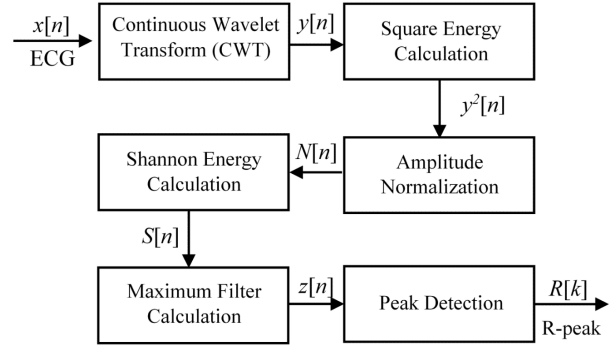 x[n]
ECG
Continuous Wavelet
Transform (CWT)
y[n]
Square Energy
Calculation
y²[n]
Amplitude
Normalization
N[n]
Shannon Energy
Calculation
S[n]
Maximum Filter
Calculation
z[n]
Peak Detection
R[k]
R-peak